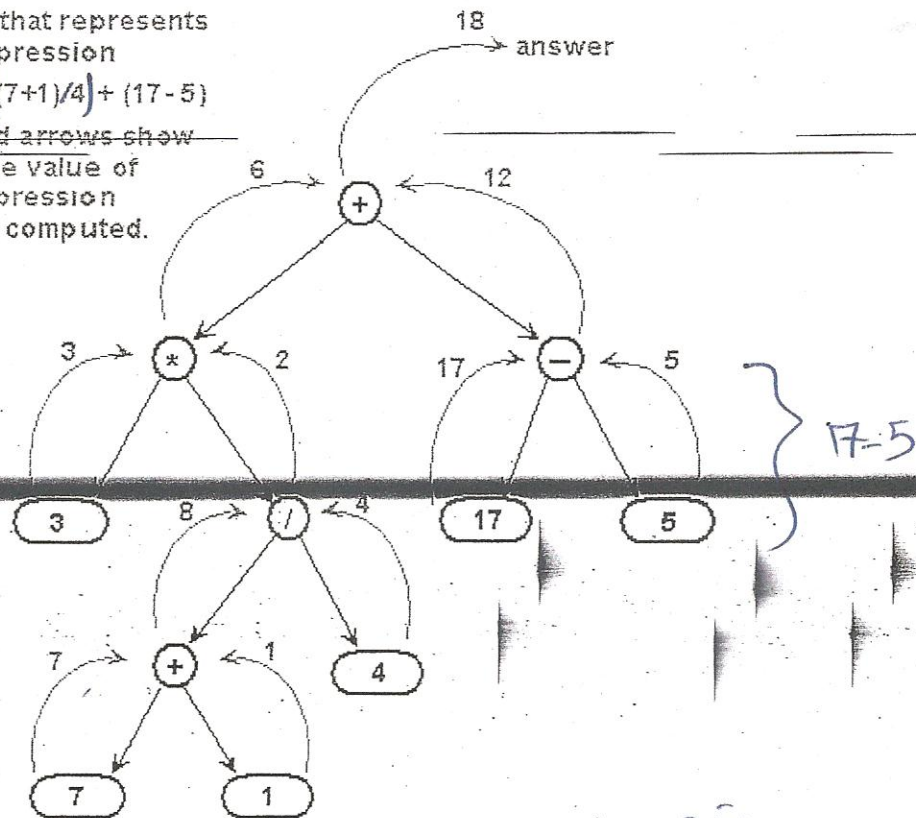 that represents
pression
(7+1)/4) + (17-5)
d arrows show
e value of
pression
computed.
18
answer
6
12
+
3
2
17
5
*
—
17-5
3
8
/
4
17
5
7
+
1
4
7
1